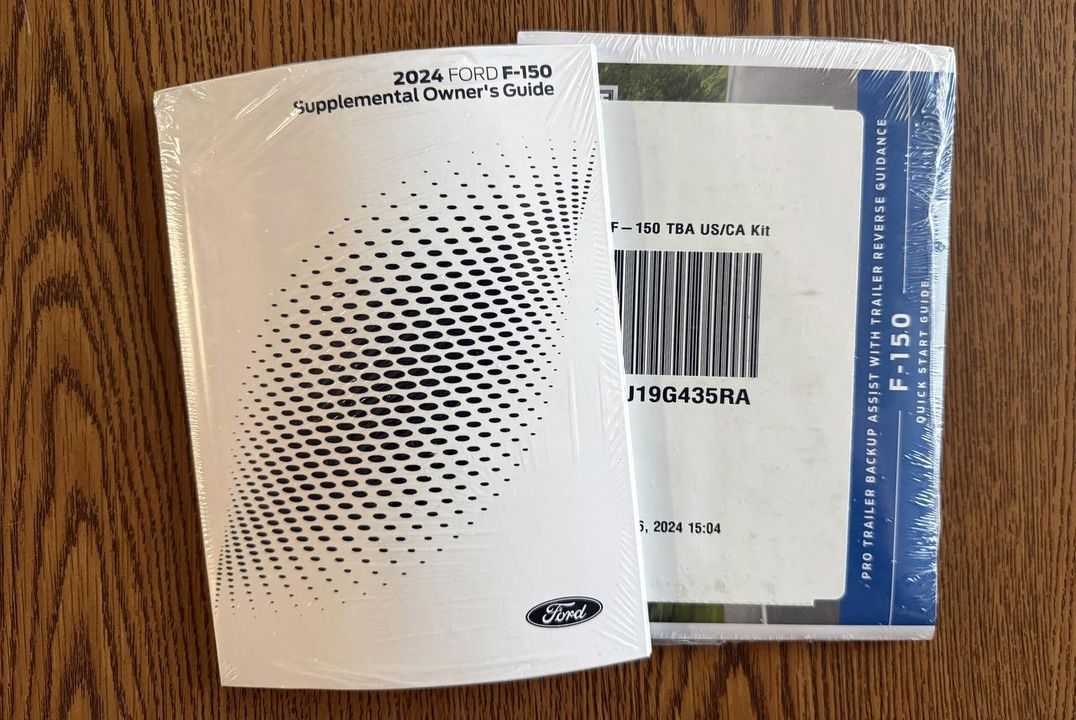 2024 FORD F-150
Supplemental Owner's Guide
Ford
F-150 TBA US/CA Kit
J19G435RA
6, 2024 15:04
PRO TRAILER BACKUP ASSIST WITH TRAILER REVERSE GUIDANCE
F-150
QUICK START GUIDE